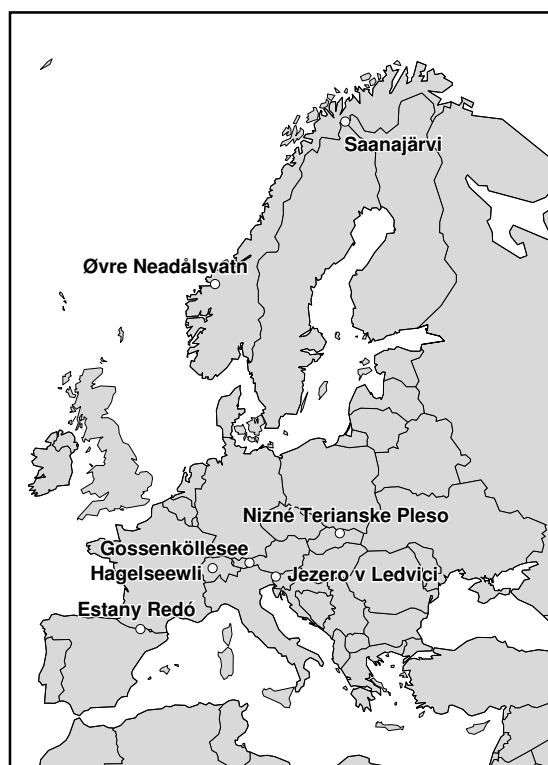 Saanajärvi
Øvre Neadålsvatn
Nizné Terianske Pleso
Gossenköllesee
Hagelseewli
Jezero v Ledvici
Estany Redó